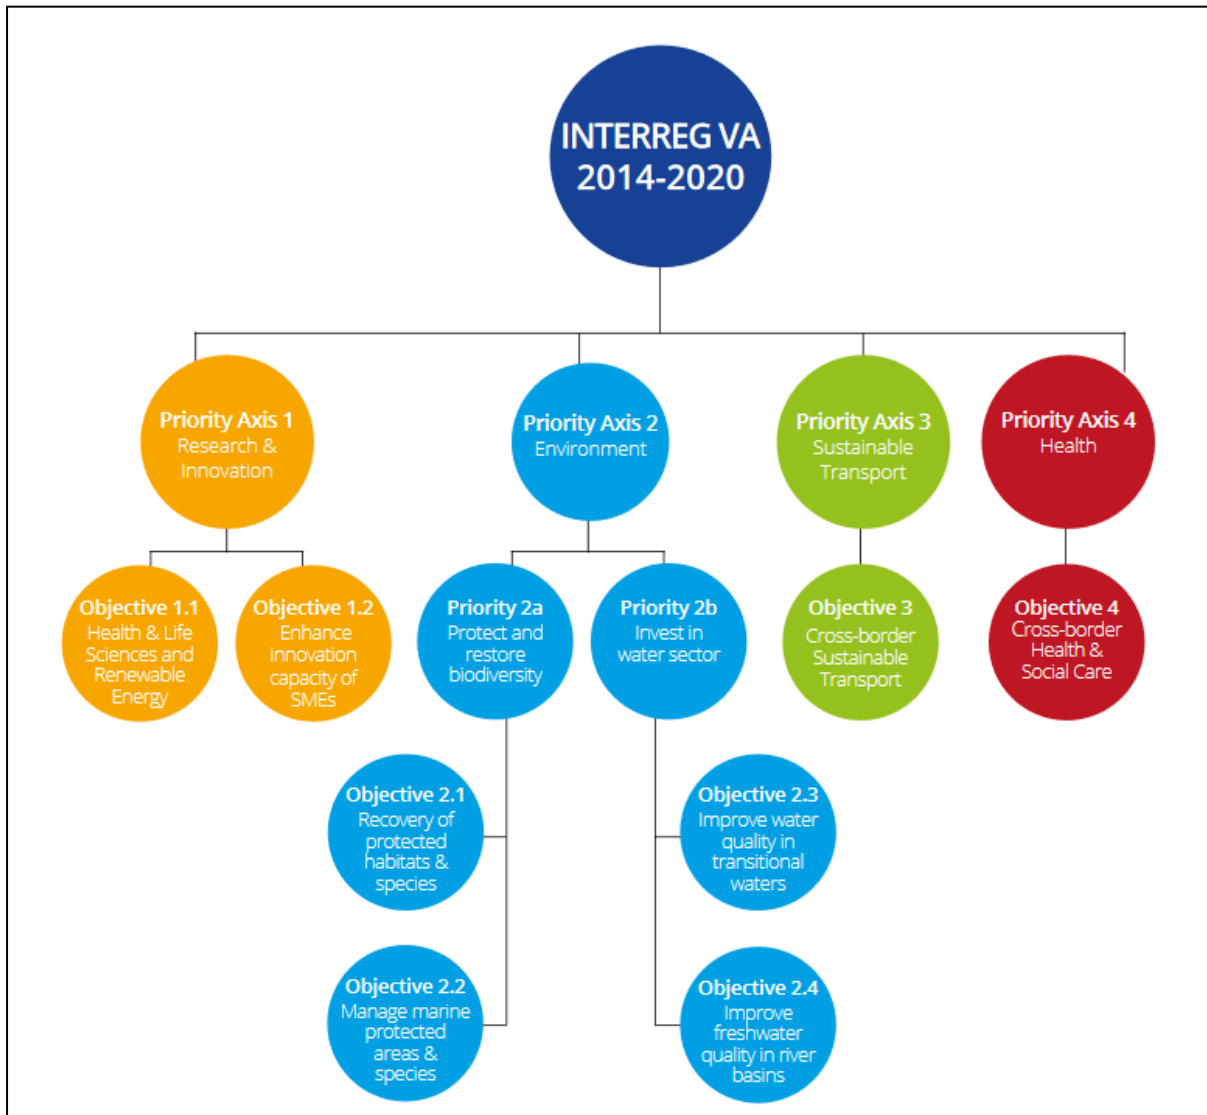 INTERREG VA
2014-2020
Priority Axis 1
Research &
Innovation
Priority Axis 2
Environment
Priority Axis 3
Sustainable
Transport
Priority Axis 4
Health
Objective 1.1
Health & Life
Sciences and
Renewable
Energy
Objective 1.2
Enhance
innovation
capacity of
SMEs
Priority 2a
Protect and
restore
biodiversity
Priority 2b
Invest in
water sector
Objective 3
Cross-border
Sustainable
Transport
Objective 4
Cross-border
Health &
Social Care
Objective 2.1
Recovery of
protected
habitats &
species
Objective 2.3
Improve water
quality in
transitional
waters
Objective 2.2
Manage marine
protected
areas &
species
Objective 2.4
Improve
freshwater
quality in river
basins